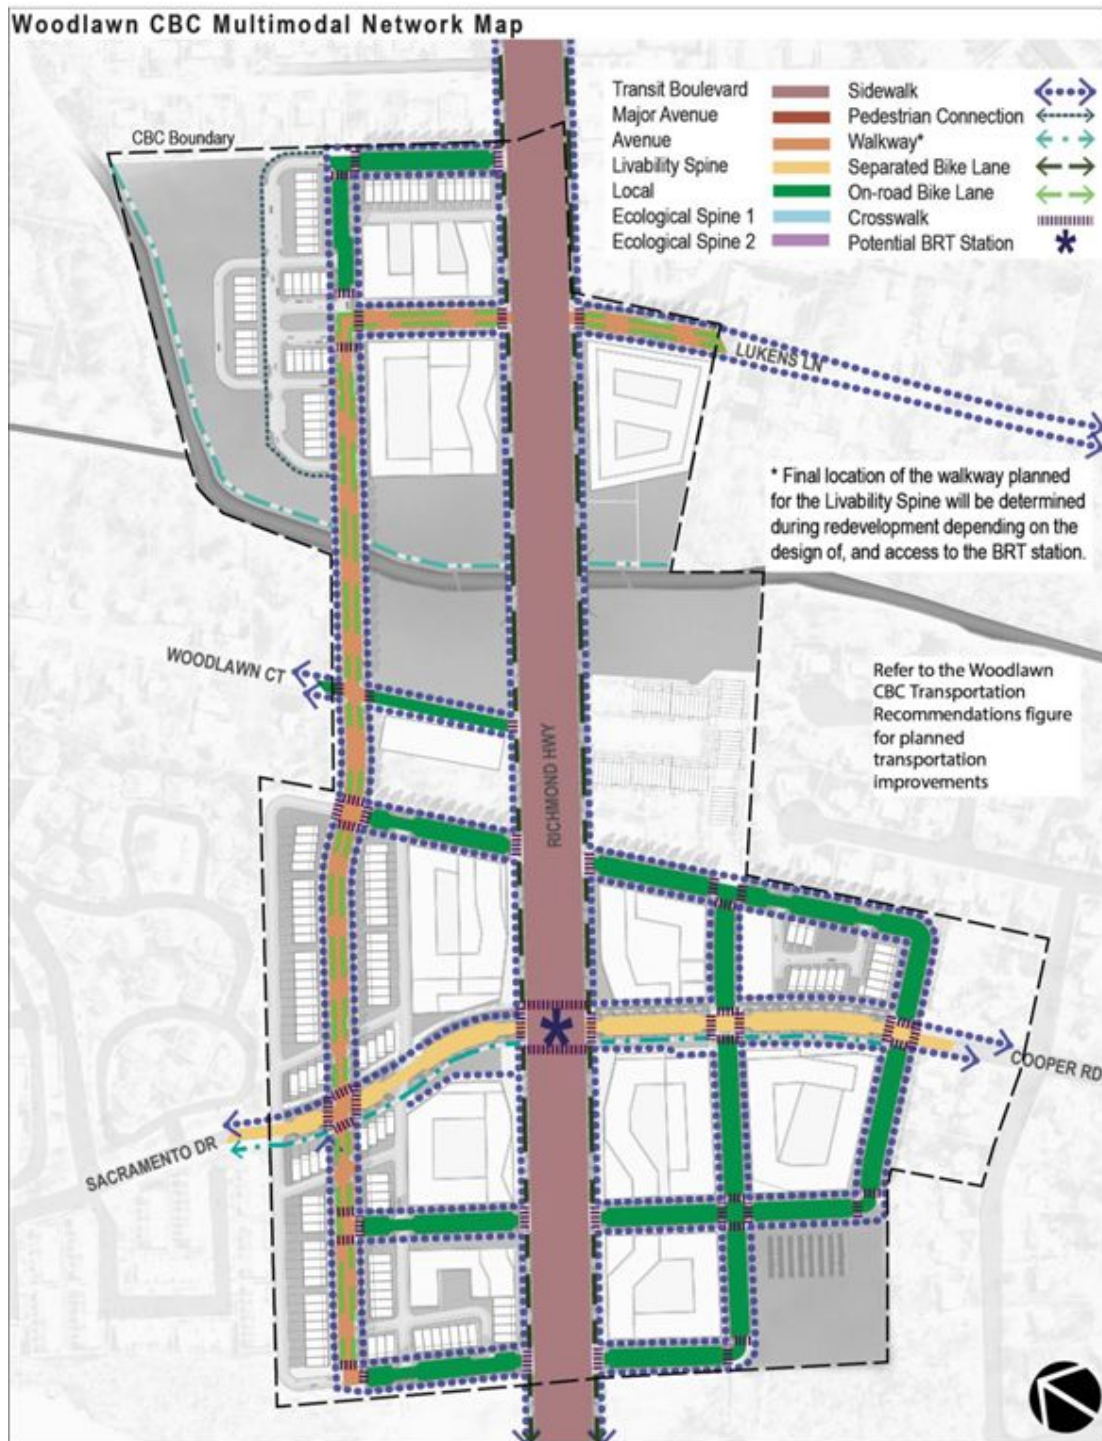 Woodlawn CBC Multimodal Network Map
CBC Boundary
Transit Boulevard
Major Avenue
Avenue
Livability Spine
Local
Ecological Spine 1
Ecological Spine 2
Sidewalk
Pedestrian Connection
Walkway*
Separated Bike Lane
On-road Bike Lane
Crosswalk
Potential BRT Station
LUKENS LN
* Final location of the walkway planned
for the Livability Spine will be determined
during redevelopment depending on the
design of, and access to the BRT station.
WOODLAWN CT
Refer to the Woodlawn
CBC Transportation
Recommendations figure
for planned
transportation
improvements
RICHMOND HWY
COOPER RD
SACRAMENTO DR